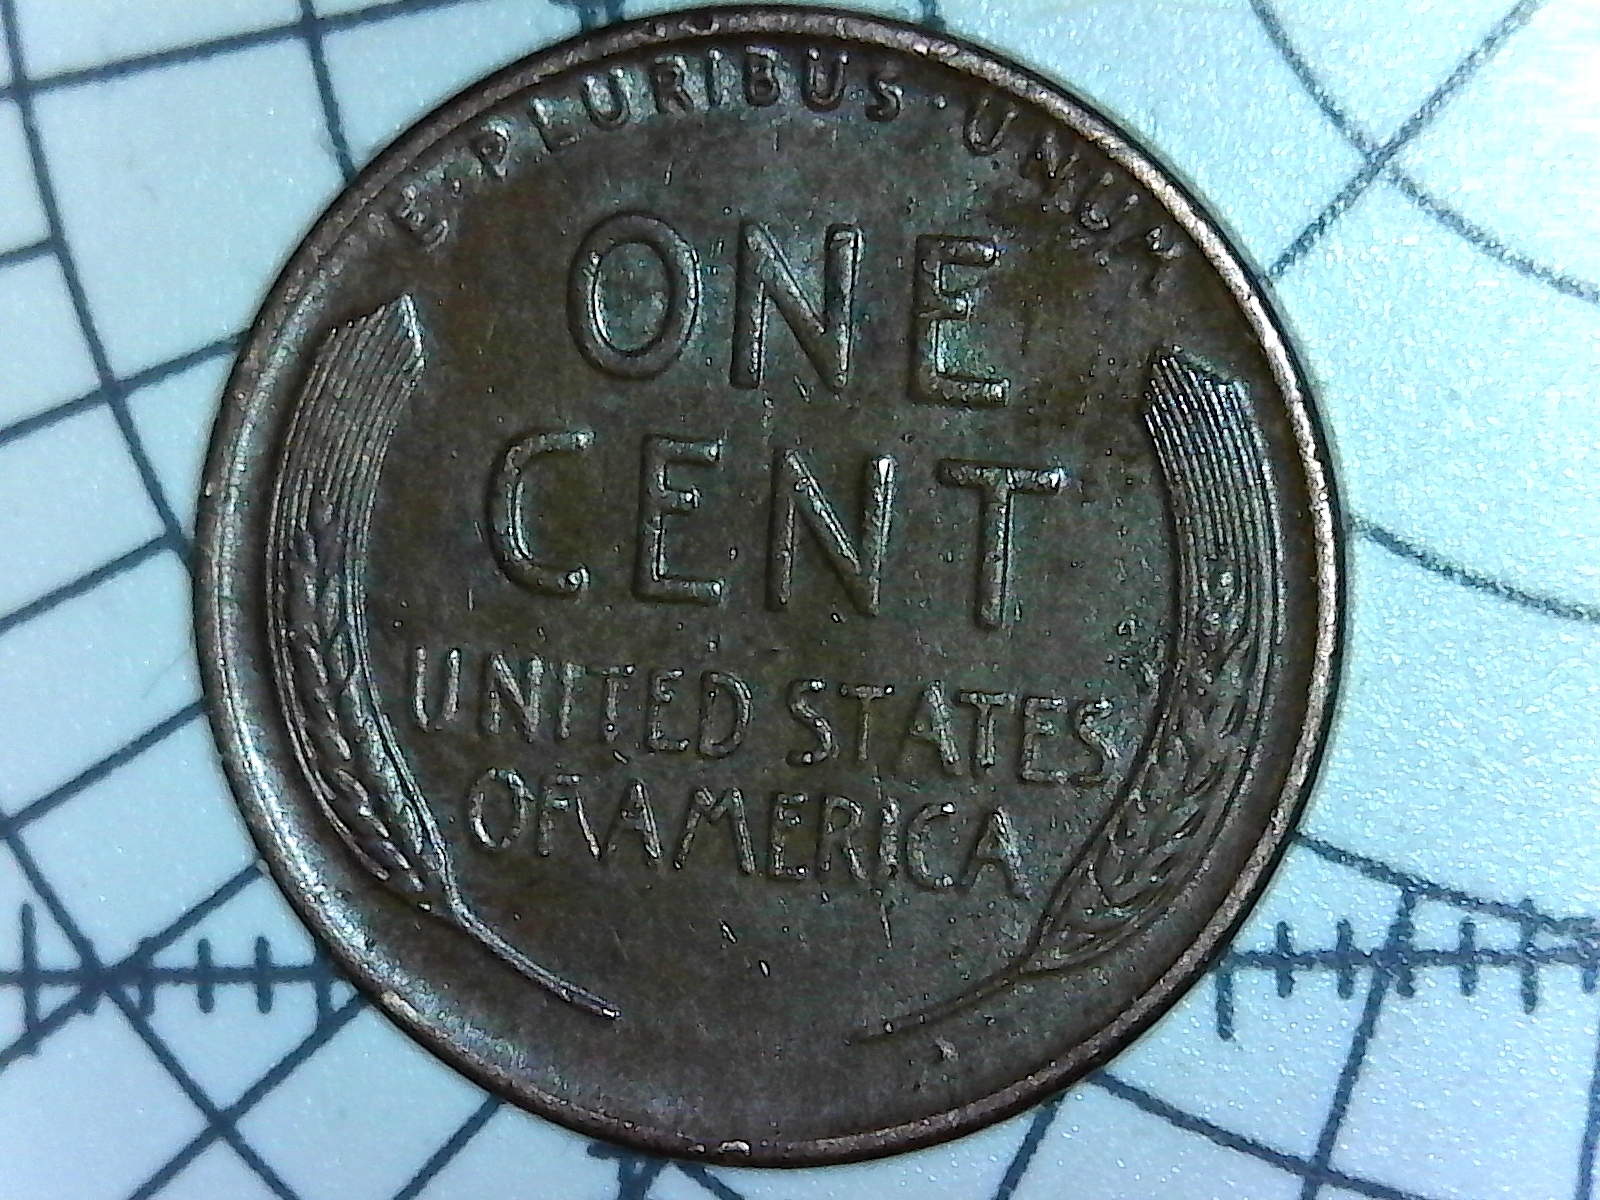 E·PLURIBUS·UNUM
ONE
CENT
UNITED STATES
OF AMERICA